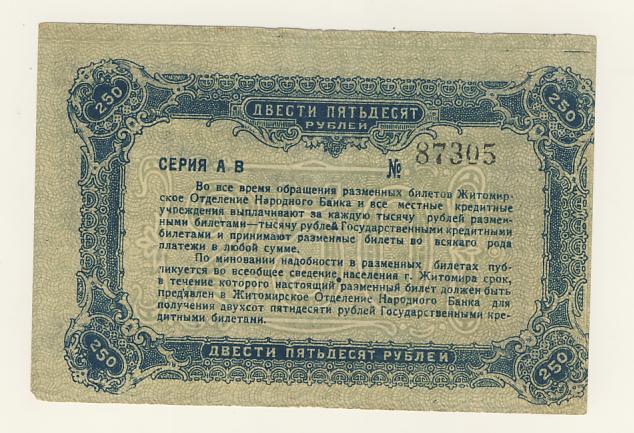 250
250
ДВЕСТИ ПЯТЬДЕСЯТ
РУБЛЕЙ
СЕРИЯ А В № 87305
Во все время обращения разменных билетов Житомир-
ское Отделение Народного Банка и все местные кредитные
учреждения выплачивают за каждую тысячу рублей размен-
ными билетами—тысячу рублей Государственными кредитными
билетами и принимают разменные билеты во всякаго рода
платежи в любой сумме.
По миновании надобности в разменных билетах пуб-
ликуется во всеобщее сведение населения г. Житомира срок,
в течение которого настоящий разменный билет должен быть
предъявлен в Житомирское Отделение Народного Банка для
получения двухсот пятидесяти рублей Государственными кре-
дитными билетами.
250
250
ДВЕСТИ ПЯТЬДЕСЯТ РУБЛЕЙ